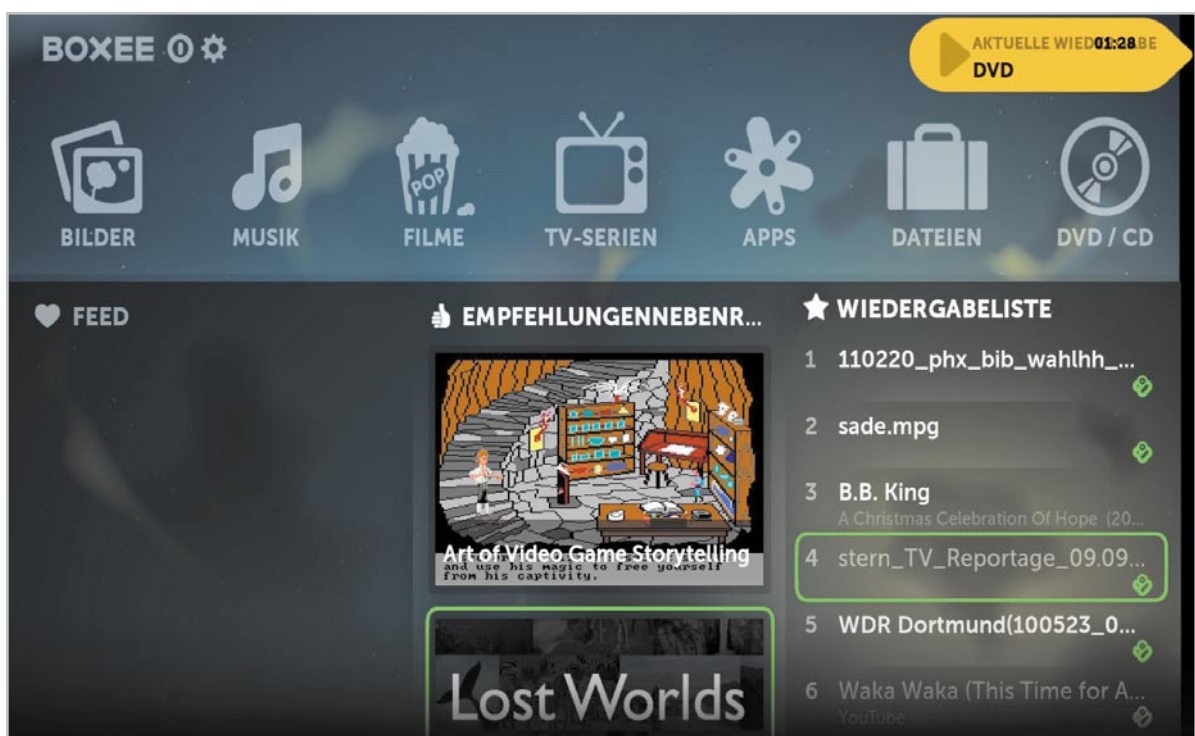 BOXEE
01:28
AKTUELLE WIEDERGABE
DVD
POP
BILDER
MUSIK
FILME
TV-SERIEN
APPS
DATEIEN
DVD / CD
FEED
EMPFEHLUNGENNEBENR...
Art of Video Game Storytelling
and use his magic to free yourself
from his captivity.
Lost Worlds
WIEDERGABELISTE
1 110220_phx_bib_wahlhh_...
2 sade.mpg
3 B.B. King
A Christmas Celebration Of Hope (20...
4 stern_TV_Reportage_09.09...
5 WDR Dortmund(100523_0...
6 Waka Waka (This Time for A...
YouTube